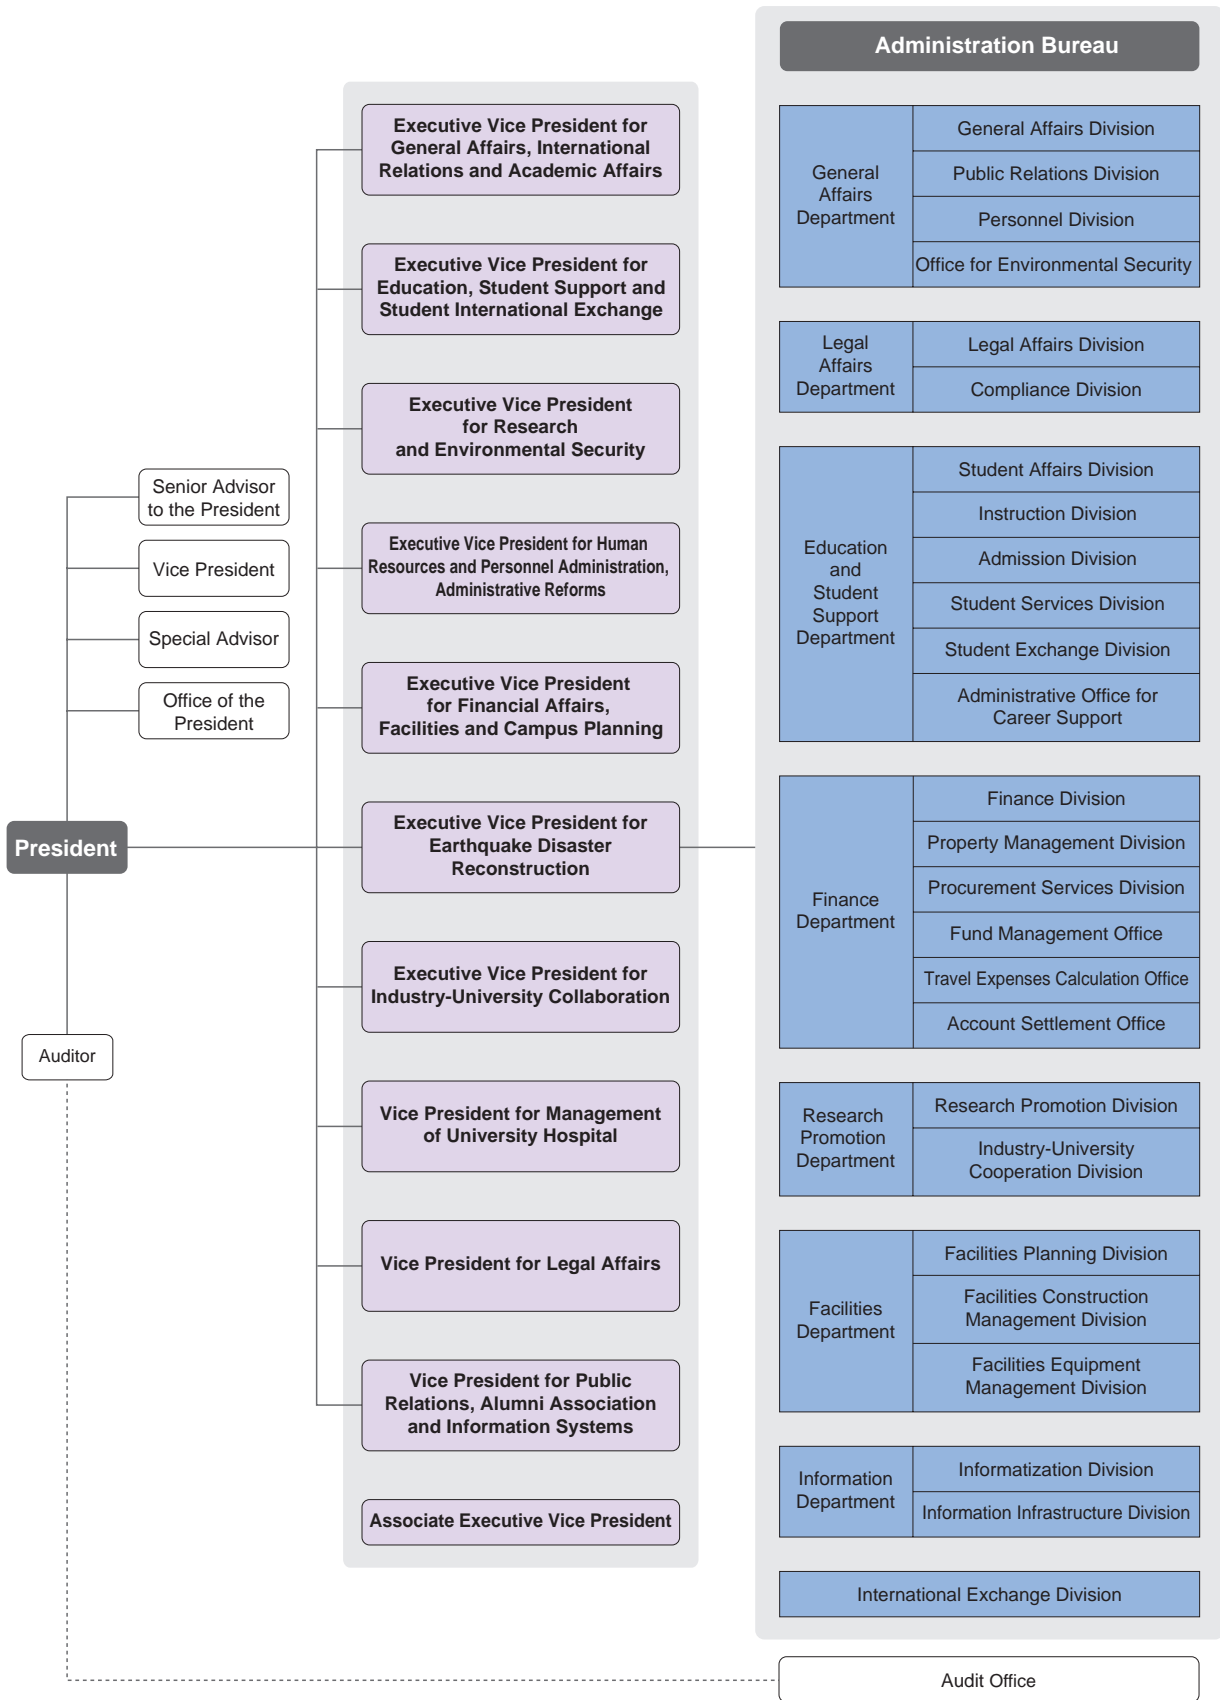 President
Senior Advisor
to the President
Vice President
Special Advisor
Office of the
President
Auditor
Executive Vice President for
General Affairs, International
Relations and Academic Affairs
Executive Vice President for
Education, Student Support and
Student International Exchange
Executive Vice President
for Research
and Environmental Security
Executive Vice President for Human
Resources and Personnel Administration,
Administrative Reforms
Executive Vice President
for Financial Affairs,
Facilities and Campus Planning
Executive Vice President for
Earthquake Disaster
Reconstruction
Executive Vice President for
Industry-University Collaboration
Vice President for Management
of University Hospital
Vice President for Legal Affairs
Vice President for Public
Relations, Alumni Association
and Information Systems
Associate Executive Vice President
Administration Bureau
General
Affairs
Department
General Affairs Division
Public Relations Division
Personnel Division
Office for Environmental Security
Legal
Affairs
Department
Legal Affairs Division
Compliance Division
Education
and
Student
Support
Department
Student Affairs Division
Instruction Division
Admission Division
Student Services Division
Student Exchange Division
Administrative Office for
Career Support
Finance
Department
Finance Division
Property Management Division
Procurement Services Division
Fund Management Office
Travel Expenses Calculation Office
Account Settlement Office
Research
Promotion
Department
Research Promotion Division
Industry-University
Cooperation Division
Facilities
Department
Facilities Planning Division
Facilities Construction
Management Division
Facilities Equipment
Management Division
Information
Department
Informatization Division
Information Infrastructure Division
International Exchange Division
Audit Office